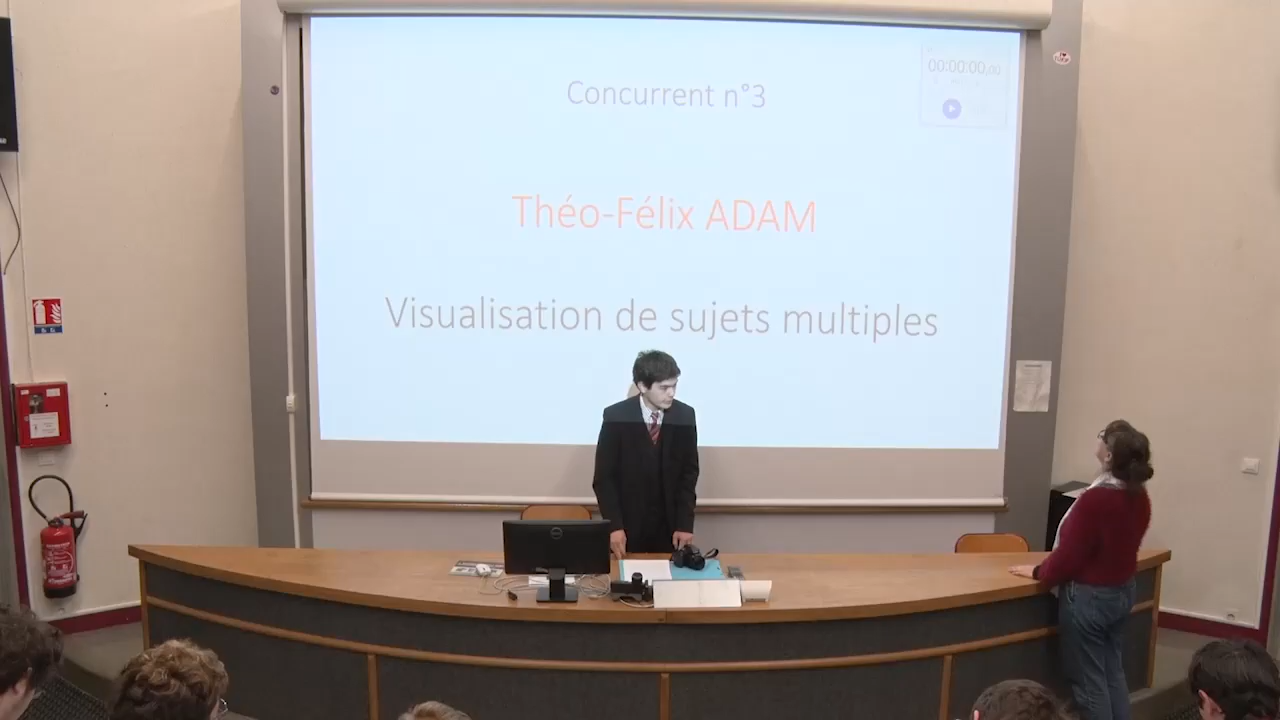 Concurrent n°3
00:00:00,00
Théo-Félix ADAM
Visualisation de sujets multiples